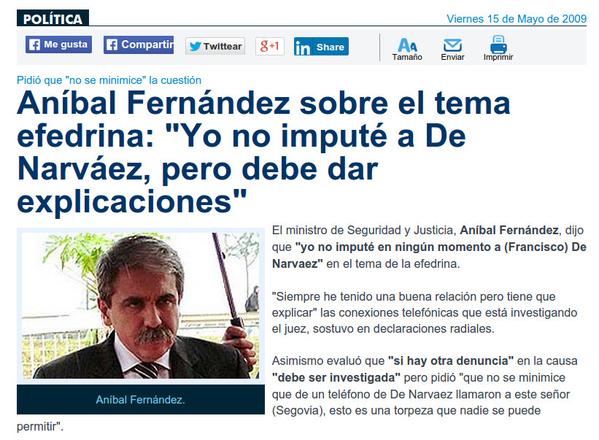 POLÍTICA
Viernes 15 de Mayo de 2009
Me gusta
Compartir
Twittear
g+1
Share
Tamaño
Enviar
Imprimir
Pidió que "no se minimice" la cuestión
Aníbal Fernández sobre el tema
efedrina: "Yo no imputé a De
Narváez, pero debe dar
explicaciones"
Aníbal Fernández.
El ministro de Seguridad y Justicia, Aníbal Fernández, dijo
que "yo no imputé en ningún momento a (Francisco) De
Narvaez" en el tema de la efedrina.
"Siempre he tenido una buena relación pero tiene que
explicar" las conexiones telefónicas que está investigando
el juez, sostuvo en declaraciones radiales.
Asimismo evaluó que "si hay otra denuncia" en la causa
"debe ser investigada" pero pidió "que no se minimice
que de un teléfono de De Narvaez llamaron a este señor
(Segovia), esto es una torpeza que nadie se puede
permitir".